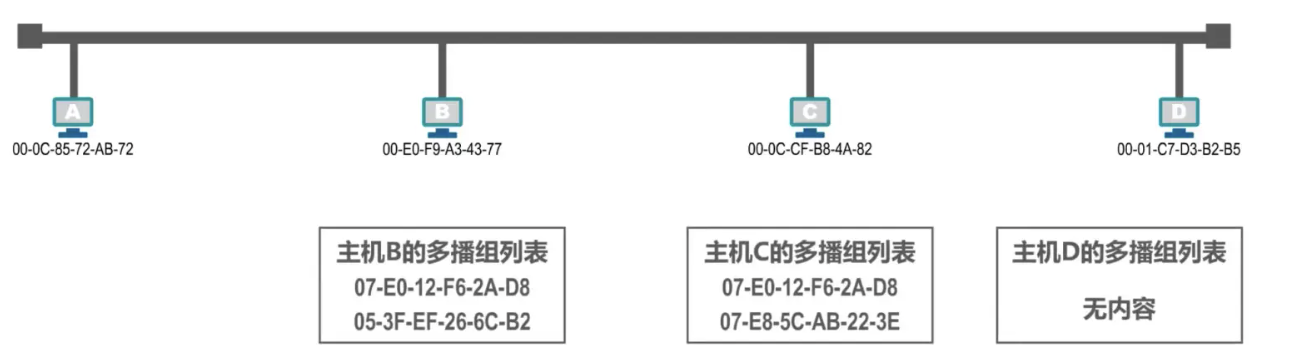 A
B
C
D
00-0C-85-72-AB-72
00-E0-F9-A3-43-77
00-0C-CF-B8-4A-82
00-01-C7-D3-B2-B5
主机B的多播组列表
07-E0-12-F6-2A-D8
05-3F-EF-26-6C-B2
主机C的多播组列表
07-E0-12-F6-2A-D8
07-E8-5C-AB-22-3E
主机D的多播组列表
无内容